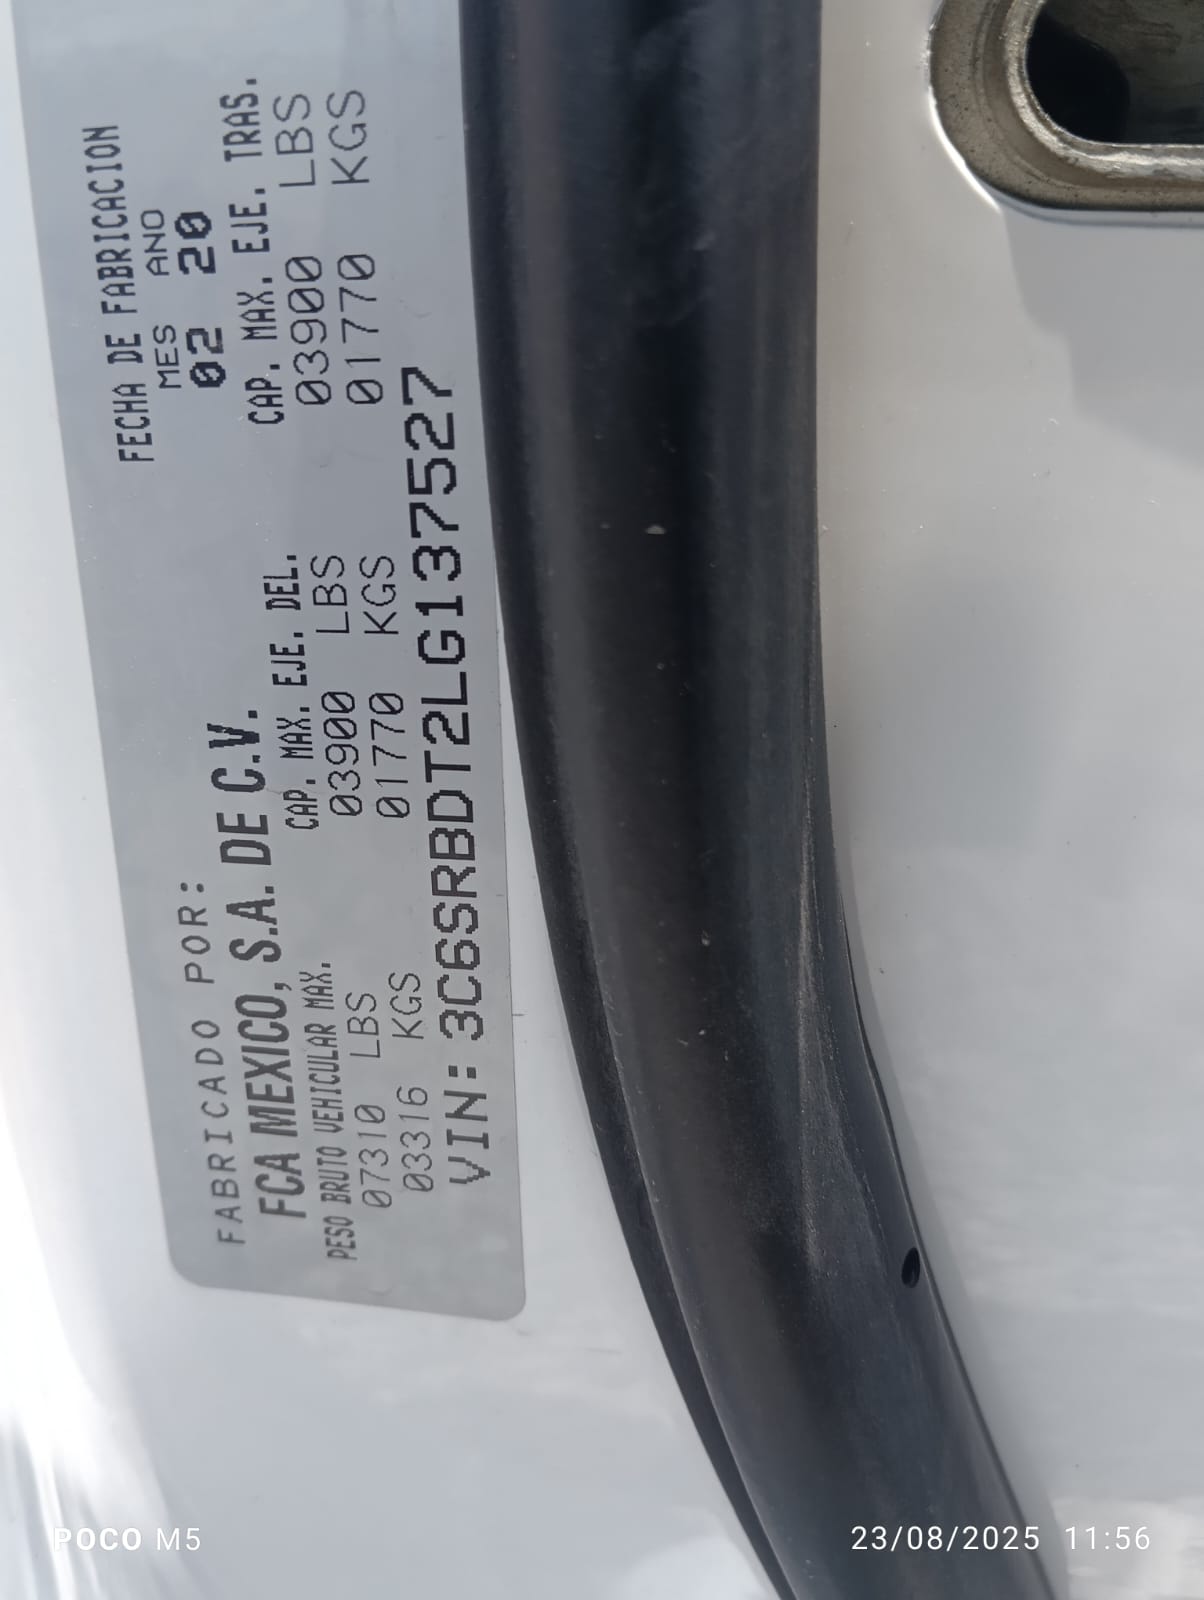 FECHA DE FABRICACION
MES ANO
02 20
FABRICADO POR:
FCA MEXICO, S.A. DE C.V.
PESO BRUTO VEHICULAR MAX. CAP. MAX. EJE. DEL. CAP. MAX. EJE. TRAS.
07310 LBS 03900 LBS 03900 LBS
03316 KGS 01770 KGS 01770 KGS
VIN: 3C6SRBDT2LG137527
POCO M5
23/08/2025 11:56